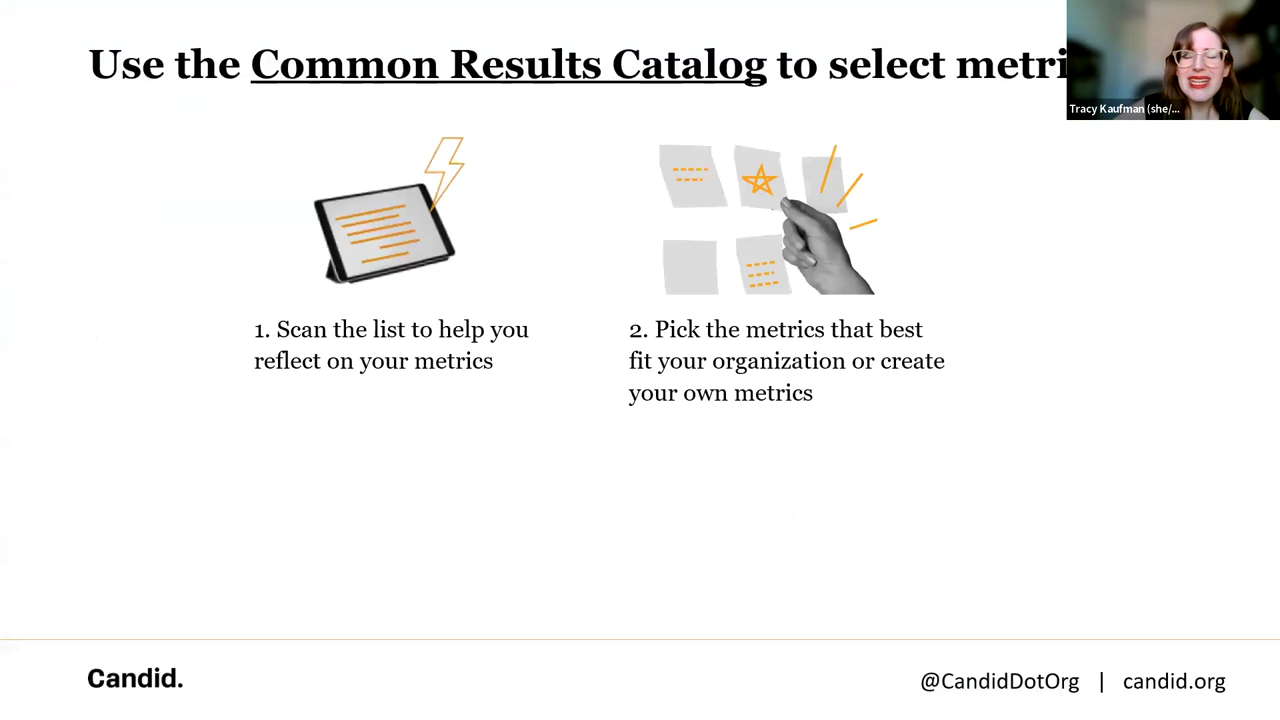 Use the Common Results Catalog to select metri
Tracy Kaufman (she/...
1. Scan the list to help you
reflect on your metrics
2. Pick the metrics that best
fit your organization or create
your own metrics
Candid.
@CandidDotOrg | candid.org